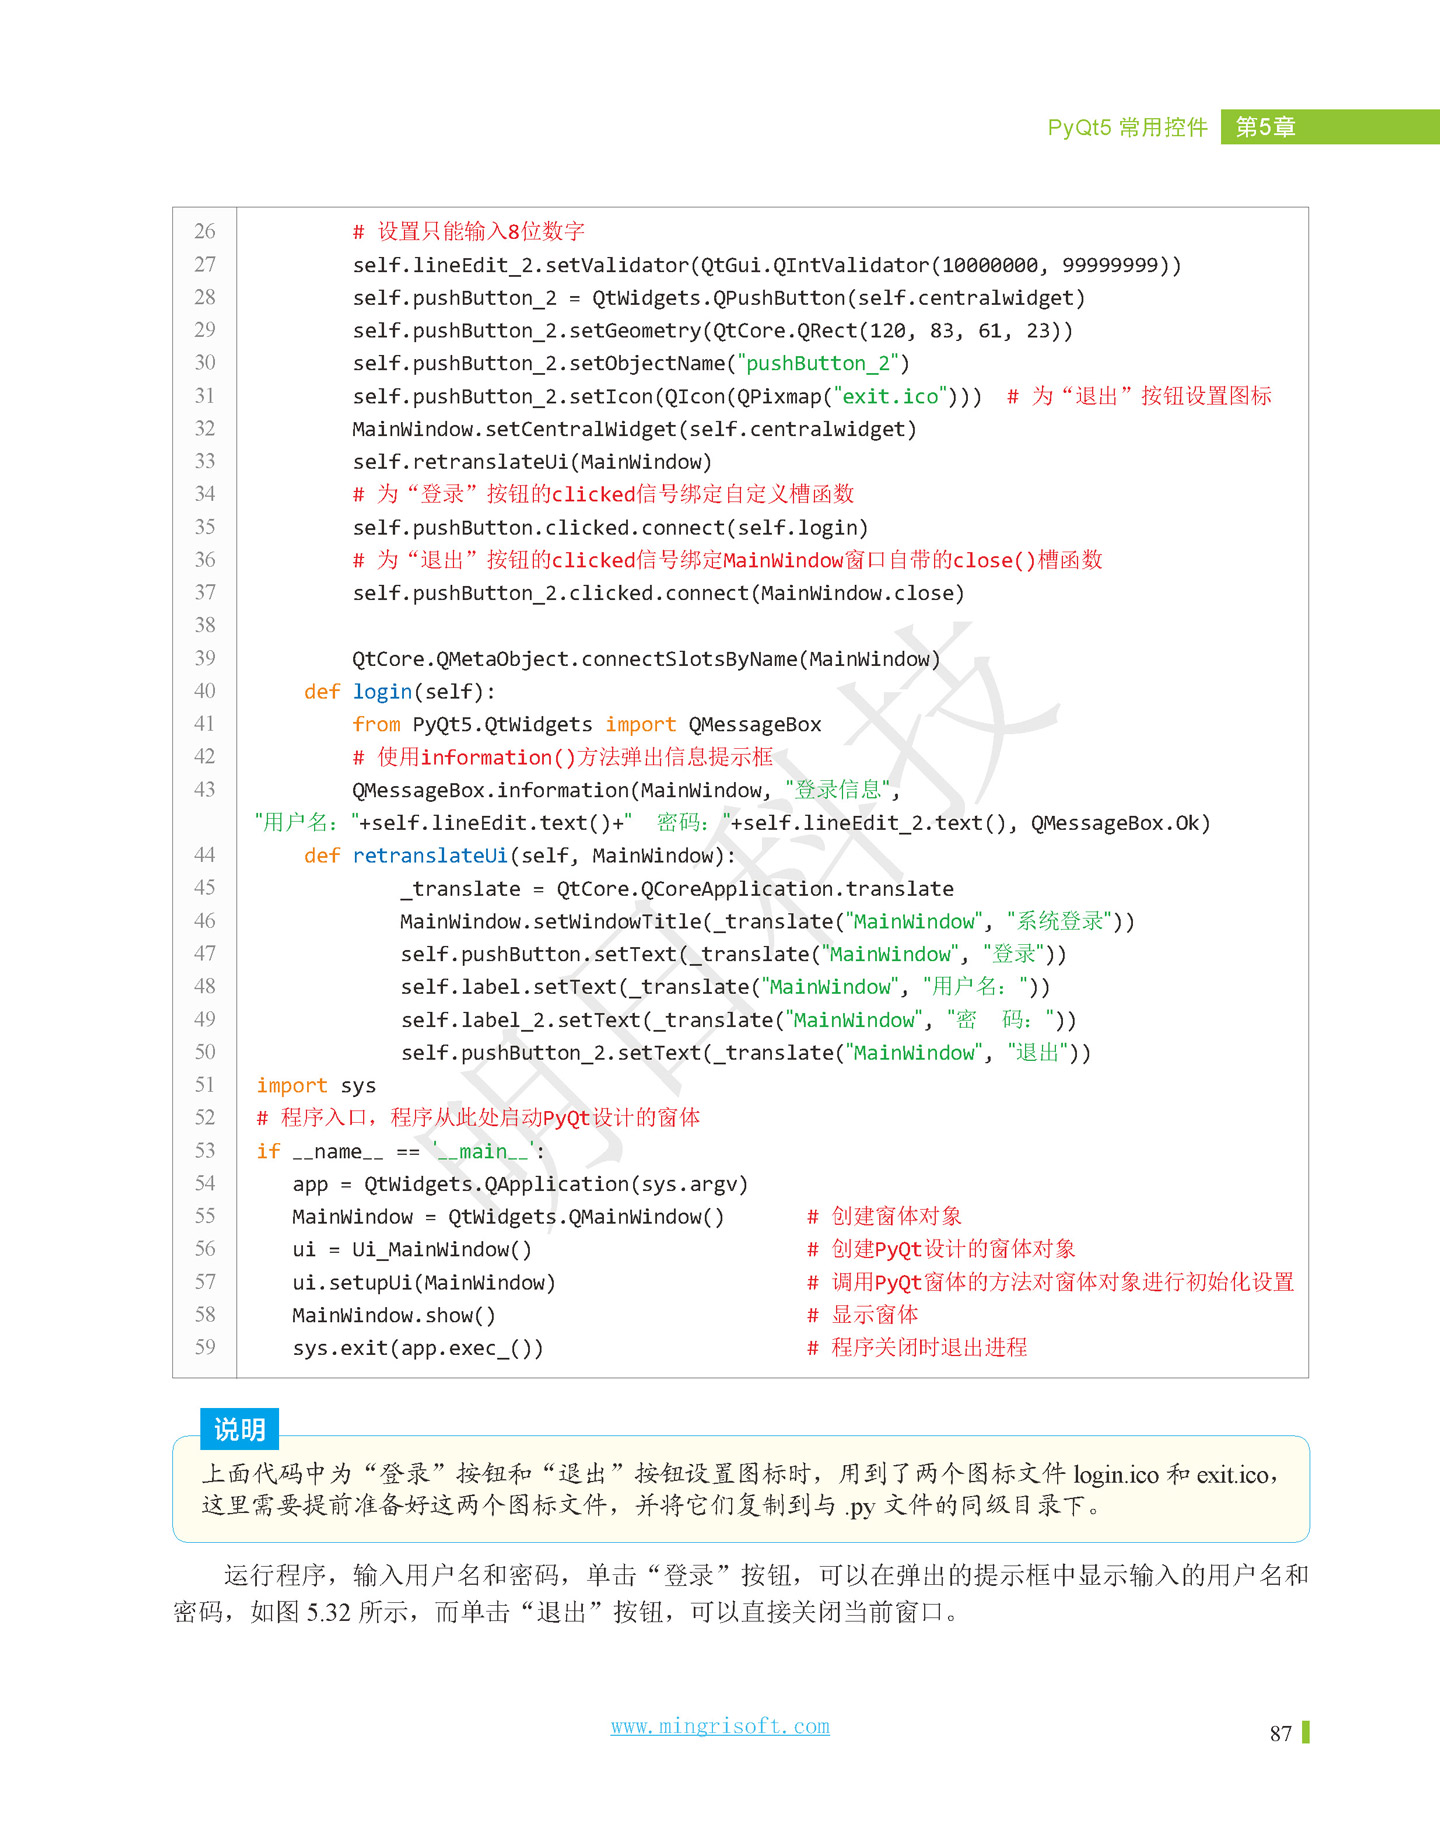 PyQt5 常用控件 第5章
26 # 设置只能输入8位数字
27 self.lineEdit_2.setValidator(QtGui.QIntValidator(10000000, 99999999))
28 self.pushButton_2 = QtWidgets.QPushButton(self.centralwidget)
29 self.pushButton_2.setGeometry(QtCore.QRect(120, 83, 61, 23))
30 self.pushButton_2.setObjectName("pushButton_2")
31 self.pushButton_2.setIcon(QIcon(QPixmap("exit.ico"))) # 为“退出”按钮设置图标
32 MainWindow.setCentralWidget(self.centralwidget)
33 self.retranslateUi(MainWindow)
34 # 为“登录”按钮的clicked信号绑定自定义槽函数
35 self.pushButton.clicked.connect(self.login)
36 # 为“退出”按钮的clicked信号绑定MainWindow窗口自带的close()槽函数
37 self.pushButton_2.clicked.connect(MainWindow.close)
38
39 QtCore.QMetaObject.connectSlotsByName(MainWindow)
40 def login(self):
41 from PyQt5.QtWidgets import QMessageBox
42 # 使用information()方法弹出信息提示框
43 QMessageBox.information(MainWindow, "登录信息",
"用户名："+self.lineEdit.text()+"  密码："+self.lineEdit_2.text(), QMessageBox.Ok)
44 def retranslateUi(self, MainWindow):
45 _translate = QtCore.QCoreApplication.translate
46 MainWindow.setWindowTitle(_translate("MainWindow", "系统登录"))
47 self.pushButton.setText(_translate("MainWindow", "登录"))
48 self.label.setText(_translate("MainWindow", "用户名："))
49 self.label_2.setText(_translate("MainWindow", "密  码："))
50 self.pushButton_2.setText(_translate("MainWindow", "退出"))
51 import sys
52 # 程序入口，程序从此处启动PyQt设计的窗体
53 if __name__ == '__main__':
54 app = QtWidgets.QApplication(sys.argv)
55 MainWindow = QtWidgets.QMainWindow() # 创建窗体对象
56 ui = Ui_MainWindow() # 创建PyQt设计的窗体对象
57 ui.setupUi(MainWindow) # 调用PyQt窗体的方法对窗体对象进行初始化设置
58 MainWindow.show() # 显示窗体
59 sys.exit(app.exec_()) # 程序关闭时退出进程
明日科技
说明
上面代码中为“登录”按钮和“退出”按钮设置图标时，用到了两个图标文件 login.ico 和 exit.ico，
这里需要提前准备好这两个图标文件，并将它们复制到与 .py 文件的同级目录下。
运行程序，输入用户名和密码，单击“登录”按钮，可以在弹出的提示框中显示输入的用户名和
密码，如图 5.32 所示，而单击“退出”按钮，可以直接关闭当前窗口。
www.mingrisoft.com
87